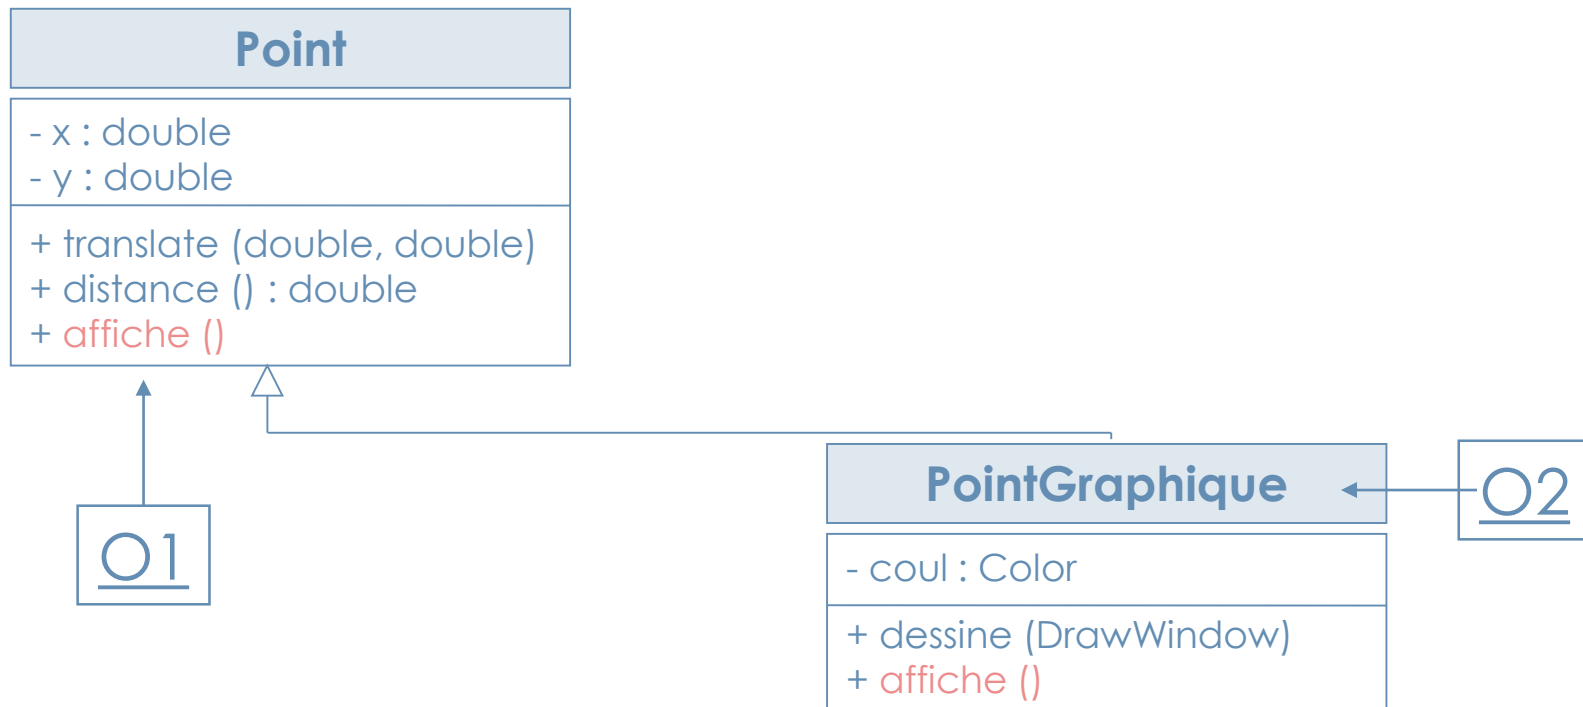 Point
- x : double
- y : double
+ translate (double, double)
+ distance () : double
+ affiche ()
O1
PointGraphique
O2
- coul : Color
+ dessine (DrawWindow)
+ affiche ()